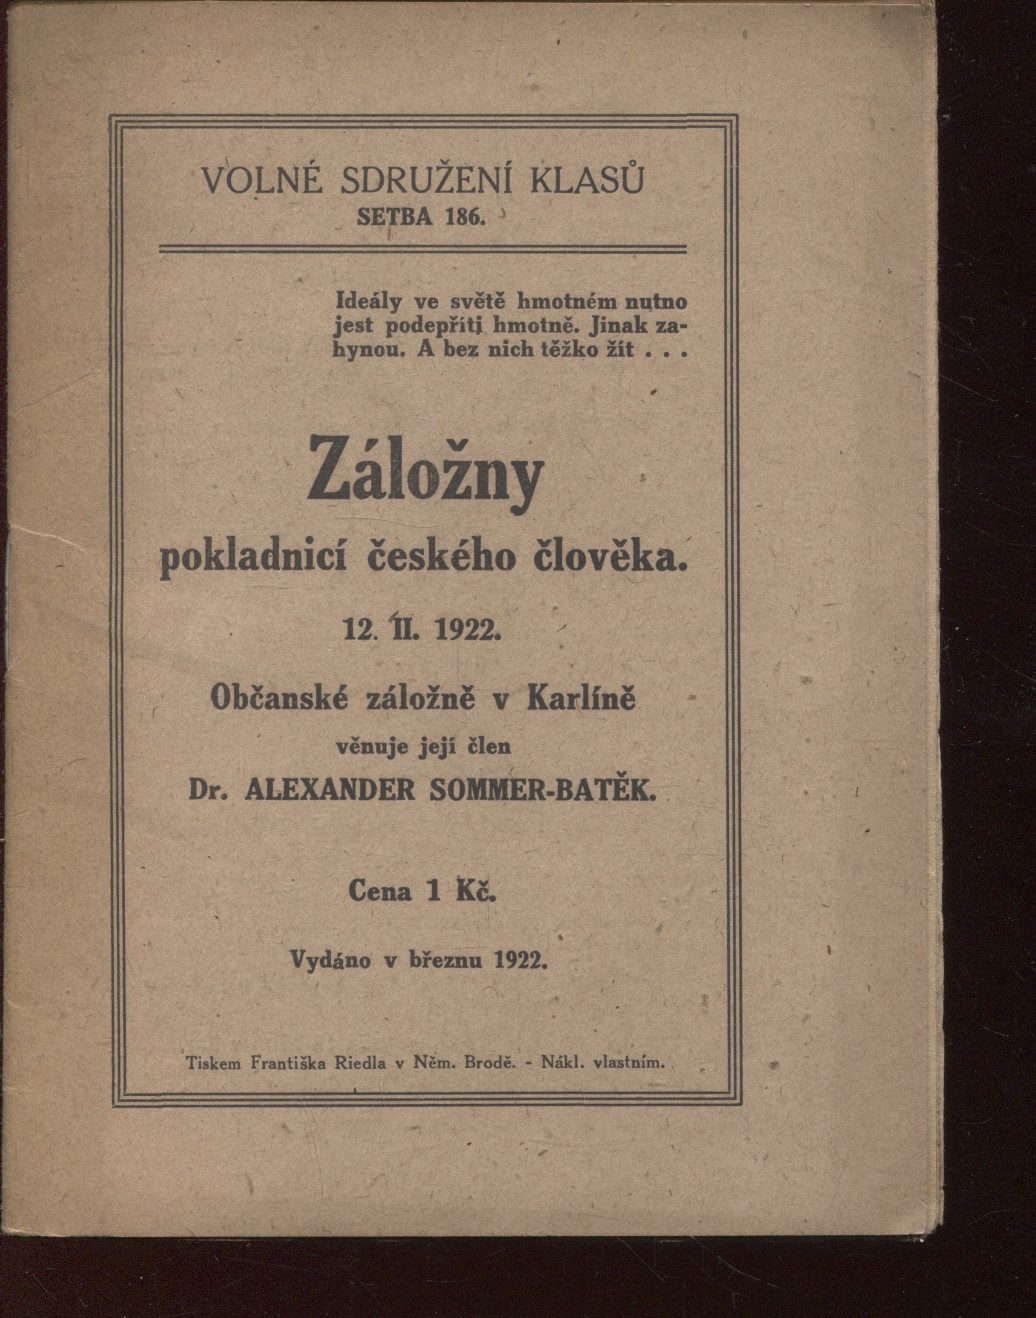 VOLNÉ SDRUŽENÍ KLASŮ
SETBA 186.
Ideály ve světě hmotném nutno
jest podepříti hmotně. Jinak za-
hynou. A bez nich těžko žít . . .
Záložny
pokladnicí českého člověka.
12. II. 1922.
Občanské záložně v Karlíně
věnuje její člen
Dr. ALEXANDER SOMMER-BATĚK.
Cena 1 Kč.
Vydáno v březnu 1922.
Tiskem Františka Riedla v Něm. Brodě. - Nákl. vlastním.